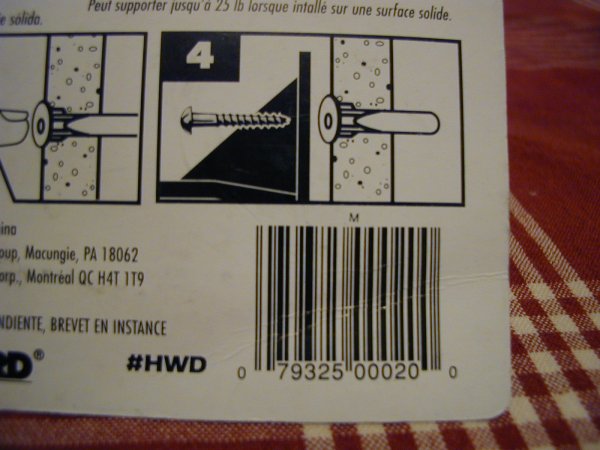 e sólida.
Peut supporter jusqu'à 25 lb lorsque intallé sur une surface solide.
4
M
ina
oup, Macungie, PA 18062
orp., Montréal QC H4T 1T9
NDIENTE, BREVET EN INSTANCE
RD®
#HWD
0 79325 00020 0